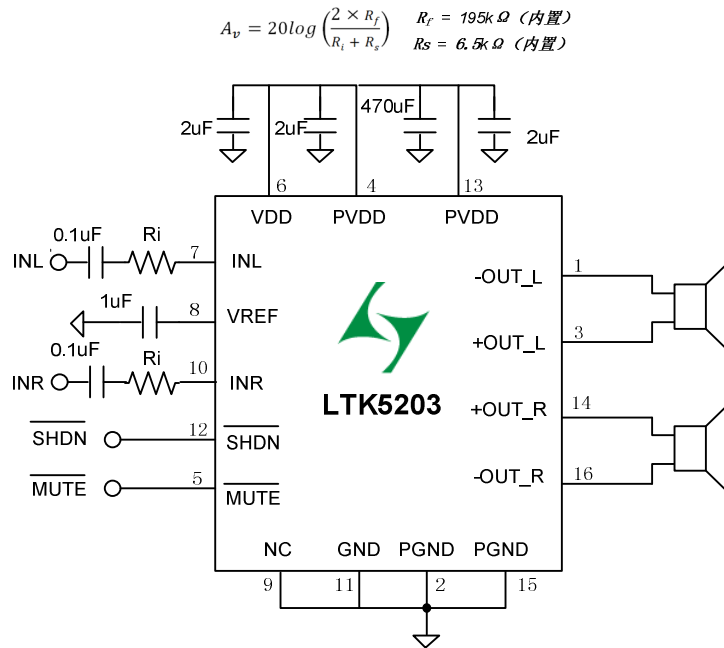 A_v = 20log (2 × R_f / R_i + R_s)
R_f = 195kΩ（内置）
Rs = 6.5kΩ（内置）
2uF
2uF
470uF
2uF
6
4
13
VDD
PVDD
PVDD
0.1uF
Ri
INL
7
INL
1uF
8
VREF
0.1uF
Ri
INR
10
INR
SHDN
12
SHDN
MUTE
5
MUTE
LTK5203
-OUT_L
1
+OUT_L
3
+OUT_R
14
-OUT_R
16
NC
GND
PGND
PGND
9
11
2
15